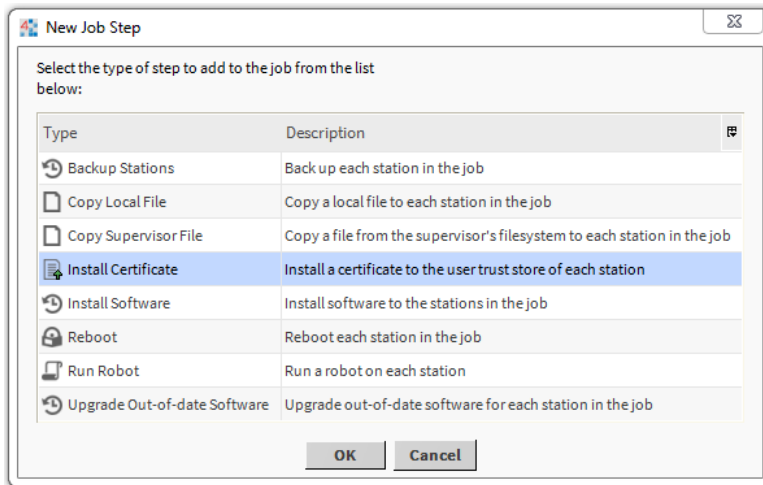 New Job Step
Select the type of step to add to the job from the list
below:
Type Description
Backup Stations Back up each station in the job
Copy Local File Copy a local file to each station in the job
Copy Supervisor File Copy a file from the supervisor's filesystem to each station in the job
Install Certificate Install a certificate to the user trust store of each station
Install Software Install software to the stations in the job
Reboot Reboot each station in the job
Run Robot Run a robot on each station
Upgrade Out-of-date Software Upgrade out-of-date software for each station in the job
OK Cancel